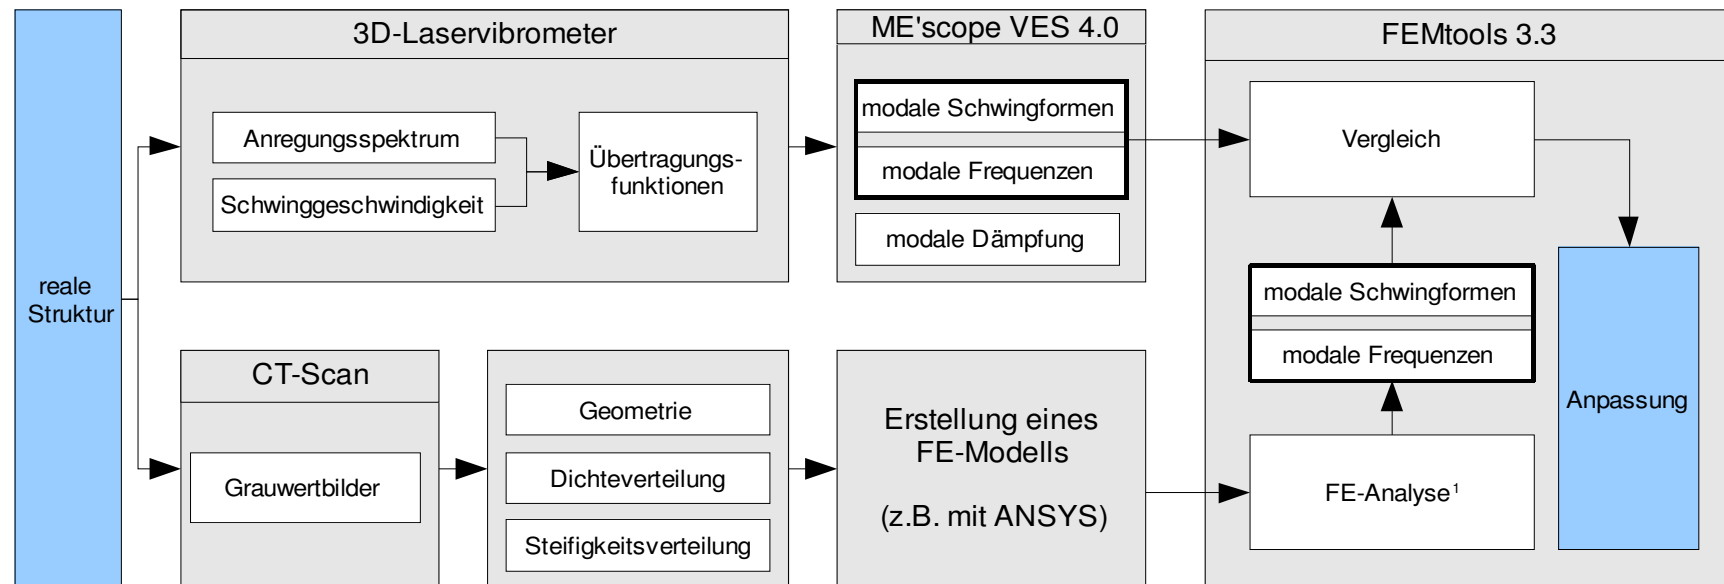 reale
Struktur
3D-Laservibrometer
Anregungsspektrum
Schwinggeschwindigkeit
Übertragungs-
funktionen
ME'scope VES 4.0
modale Schwingformen
modale Frequenzen
modale Dämpfung
CT-Scan
Grauwertbilder
Geometrie
Dichteverteilung
Steifigkeitsverteilung
Erstellung eines
FE-Modells
(z.B. mit ANSYS)
FEMtools 3.3
Vergleich
modale Schwingformen
modale Frequenzen
FE-Analyse¹
Anpassung